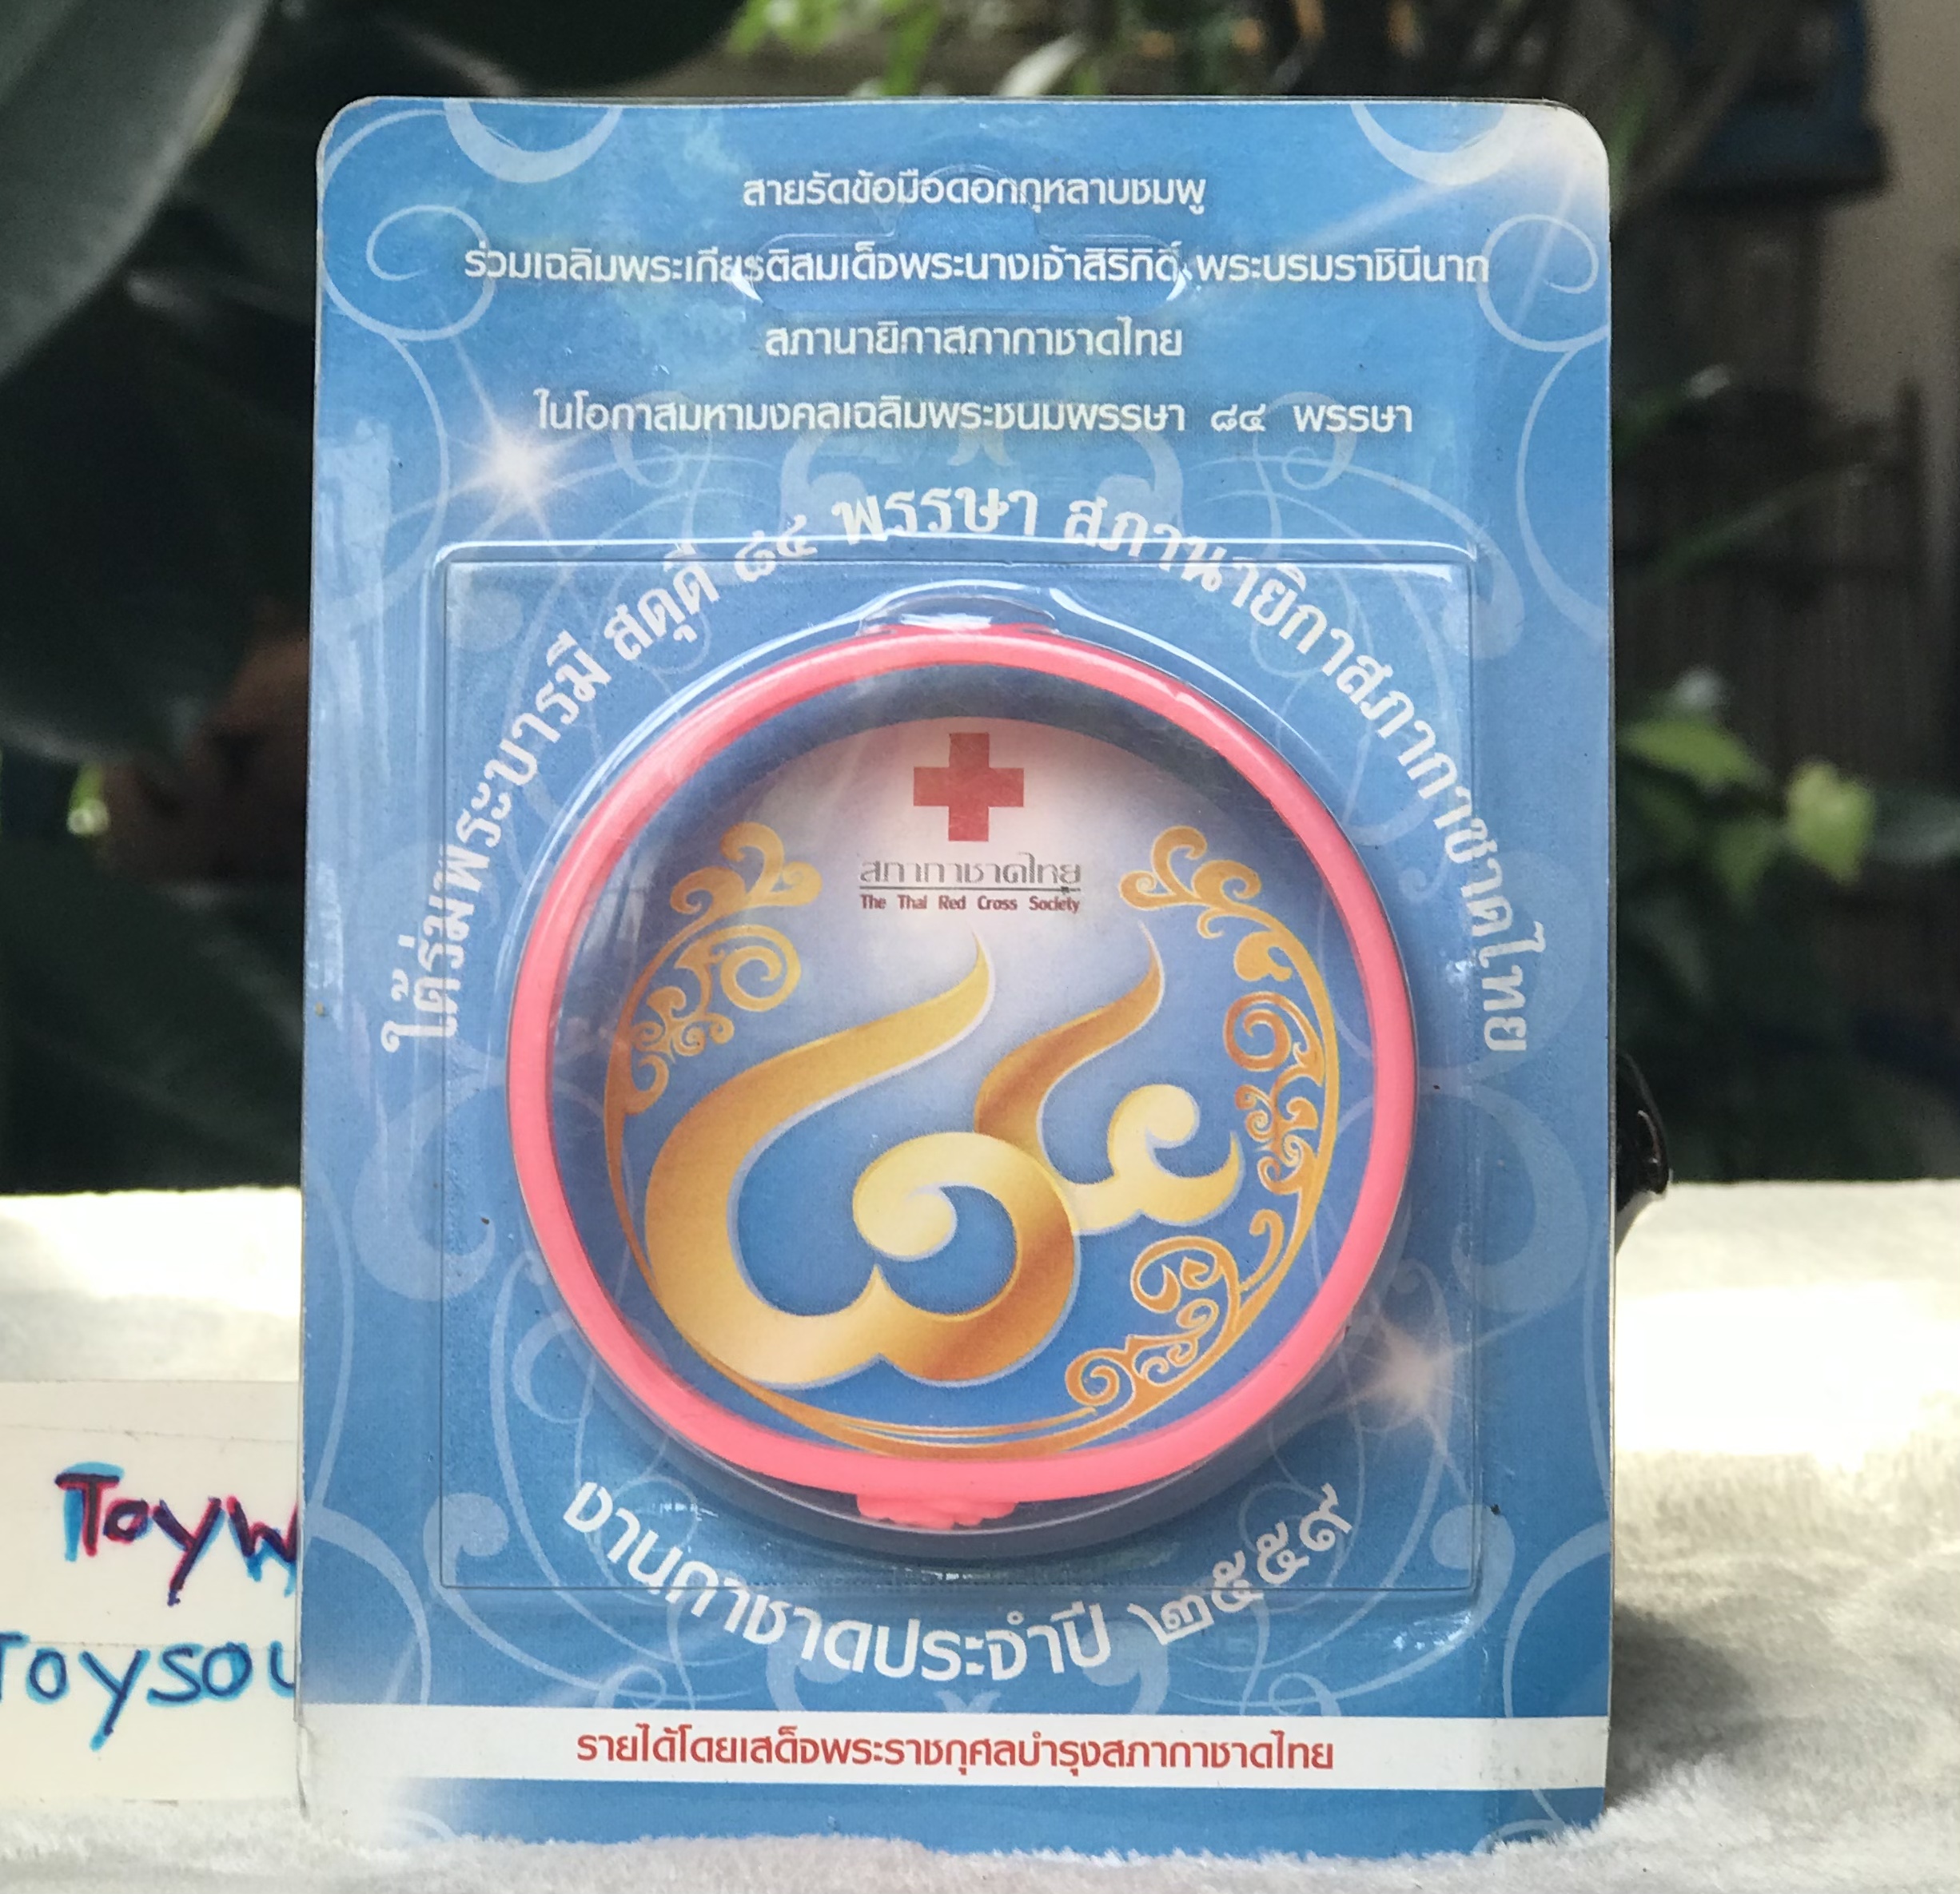 สายรัดข้อมือดอกกุหลาบชมพู
ร่วมเฉลิมพระเกียรติสมเด็จพระนางเจ้าสิริกิติ์ พระบรมราชินีนาถ
สภานายิกาสภากาชาดไทย
ในโอกาสมหามงคลเฉลิมพระชนมพรรษา ๘๔ พรรษา
ใต้ร่มพระบารมี สดุดี ๘๔ พรรษา สภานายิกาสภากาชาดไทย
สภากาชาดไทย
The Thai Red Cross Society
๘๔
งานกาชาดประจำปี ๒๕๕๙
รายได้โดยเสด็จพระราชกุศลบำรุงสภากาชาดไทย